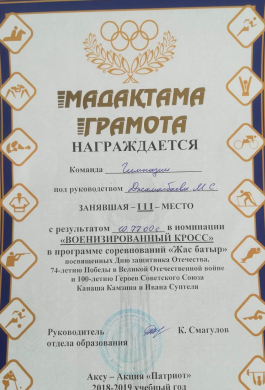 МАДАҚТАМА
ГРАМОТА
НАГРАЖДАЕТСЯ
Команда Гимназии
под руководством М.С.
ЗАНЯВШАЯ – III – МЕСТО
с результатом в номинации
«ВОЕНИЗИРОВАННЫЙ КРОСС»
в программе соревнований «Жас батыр»
посвященных Дню защитника Отечества,
74-летию Победы в Великой Отечественной войне
и 100-летию Героев Советского Союза
Канаша Камзина и Ивана Суптеля
Руководитель К. Смагулов
отдела образования
Аксу – Акция «Патриот»
2018-2019 учебный год